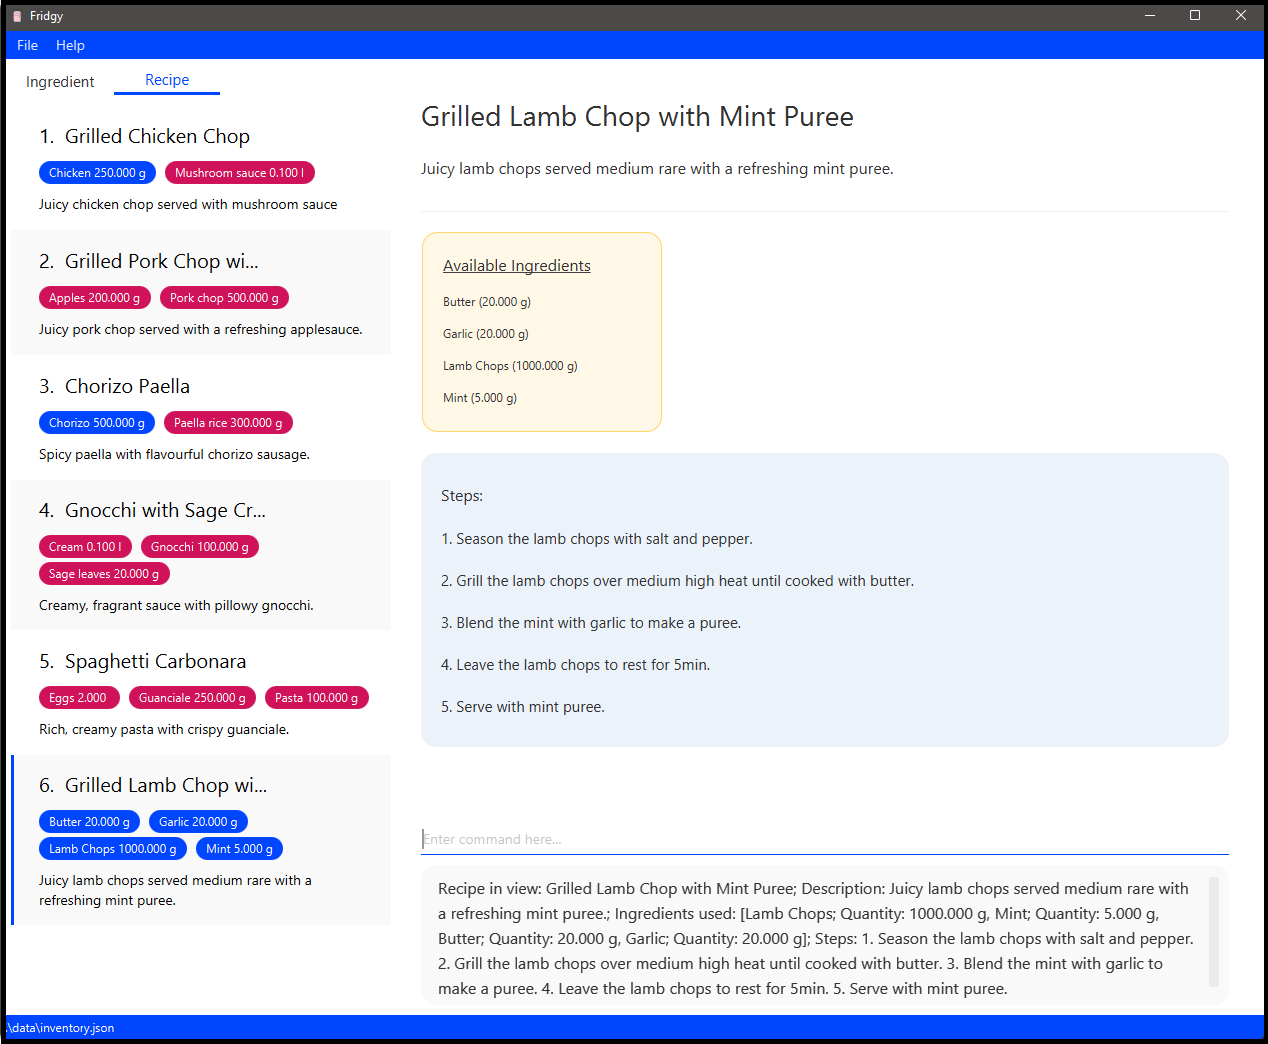 Fridgy
File Help
Ingredient Recipe
1. Grilled Chicken Chop
Chicken 250.000 g Mushroom sauce 0.100 l
Juicy chicken chop served with mushroom sauce
2. Grilled Pork Chop wi...
Apples 200.000 g Pork chop 500.000 g
Juicy pork chop served with a refreshing applesauce.
3. Chorizo Paella
Chorizo 500.000 g Paella rice 300.000 g
Spicy paella with flavourful chorizo sausage.
4. Gnocchi with Sage Cr...
Cream 0.100 l Gnocchi 100.000 g
Sage leaves 20.000 g
Creamy, fragrant sauce with pillowy gnocchi.
5. Spaghetti Carbonara
Eggs 2.000 Guanciale 250.000 g Pasta 100.000 g
Rich, creamy pasta with crispy guanciale.
6. Grilled Lamb Chop wi...
Butter 20.000 g Garlic 20.000 g
Lamb Chops 1000.000 g Mint 5.000 g
Juicy lamb chops served medium rare with a
refreshing mint puree.
Grilled Lamb Chop with Mint Puree
Juicy lamb chops served medium rare with a refreshing mint puree.
Available Ingredients
Butter (20.000 g)
Garlic (20.000 g)
Lamb Chops (1000.000 g)
Mint (5.000 g)
Steps:
1. Season the lamb chops with salt and pepper.
2. Grill the lamb chops over medium high heat until cooked with butter.
3. Blend the mint with garlic to make a puree.
4. Leave the lamb chops to rest for 5min.
5. Serve with mint puree.
Enter command here...
Recipe in view: Grilled Lamb Chop with Mint Puree; Description: Juicy lamb chops served medium rare with
a refreshing mint puree.; Ingredients used: [Lamb Chops; Quantity: 1000.000 g, Mint; Quantity: 5.000 g,
Butter; Quantity: 20.000 g, Garlic; Quantity: 20.000 g]; Steps: 1. Season the lamb chops with salt and pepper.
2. Grill the lamb chops over medium high heat until cooked with butter. 3. Blend the mint with garlic to
make a puree. 4. Leave the lamb chops to rest for 5min. 5. Serve with mint puree.
.\data\inventory.json